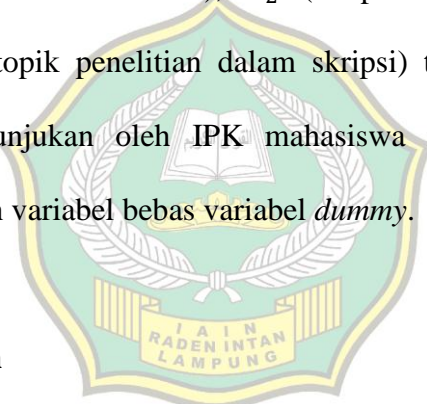 topik penelitian dalam skripsi) t
unjukan oleh IPK mahasiswa
n variabel bebas variabel dummy.
IAIN
RADEN INTAN
LAMPUNG